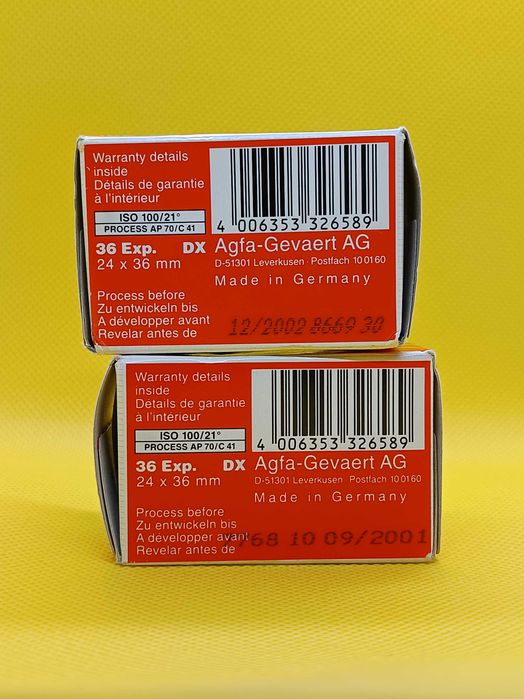 Warranty details
inside
Détails de garantie
à l'intérieur
ISO 100/21°
PROCESS AP 70/C 41
36 Exp. DX
24 x 36 mm
Process before
Zu entwickeln bis
A développer avant
Revelar antes de
4 006353 326589
Agfa-Gevaert AG
D-51301 Leverkusen · Postfach 10 01 60
Made in Germany
12/2002 8669 30
Warranty details
inside
Détails de garantie
à l'intérieur
ISO 100/21°
PROCESS AP 70/C 41
36 Exp. DX
24 x 36 mm
Process before
Zu entwickeln bis
A développer avant
Revelar antes de
4 006353 326589
Agfa-Gevaert AG
D-51301 Leverkusen · Postfach 10 01 60
Made in Germany
10 09/2001